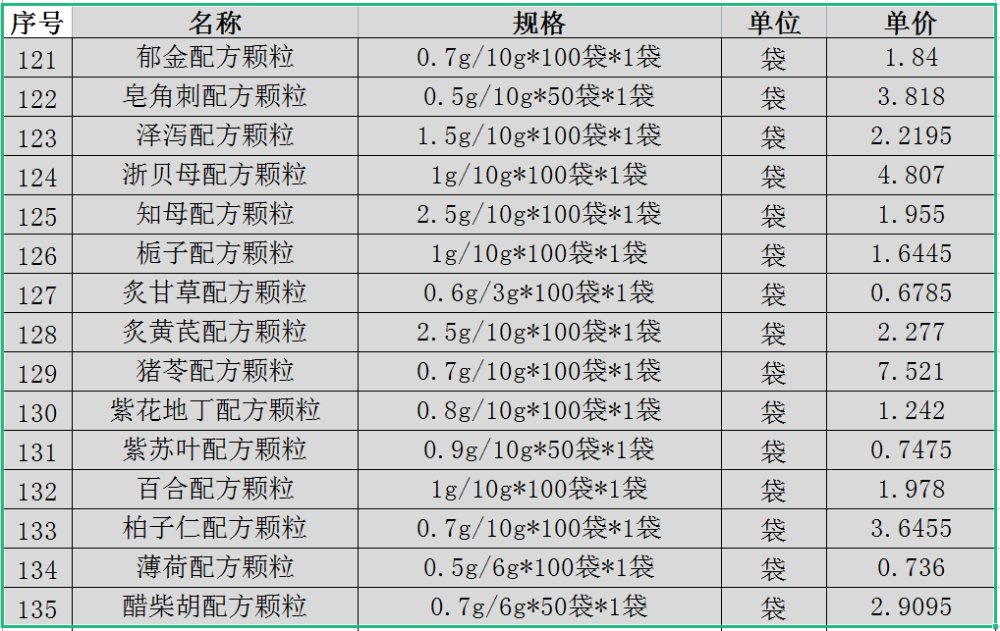 序号 名称 规格 单位 单价
121 郁金配方颗粒 0.7g/10g*100袋*1袋 袋 1.84
122 皂角刺配方颗粒 0.5g/10g*50袋*1袋 袋 3.818
123 泽泻配方颗粒 1.5g/10g*100袋*1袋 袋 2.2195
124 浙贝母配方颗粒 1g/10g*100袋*1袋 袋 4.807
125 知母配方颗粒 2.5g/10g*100袋*1袋 袋 1.955
126 栀子配方颗粒 1g/10g*100袋*1袋 袋 1.6445
127 炙甘草配方颗粒 0.6g/3g*100袋*1袋 袋 0.6785
128 炙黄芪配方颗粒 2.5g/10g*100袋*1袋 袋 2.277
129 猪苓配方颗粒 0.7g/10g*100袋*1袋 袋 7.521
130 紫花地丁配方颗粒 0.8g/10g*100袋*1袋 袋 1.242
131 紫苏叶配方颗粒 0.9g/10g*50袋*1袋 袋 0.7475
132 百合配方颗粒 1g/10g*100袋*1袋 袋 1.978
133 柏子仁配方颗粒 0.7g/10g*100袋*1袋 袋 3.6455
134 薄荷配方颗粒 0.5g/6g*100袋*1袋 袋 0.736
135 醋柴胡配方颗粒 0.7g/6g*50袋*1袋 袋 2.9095